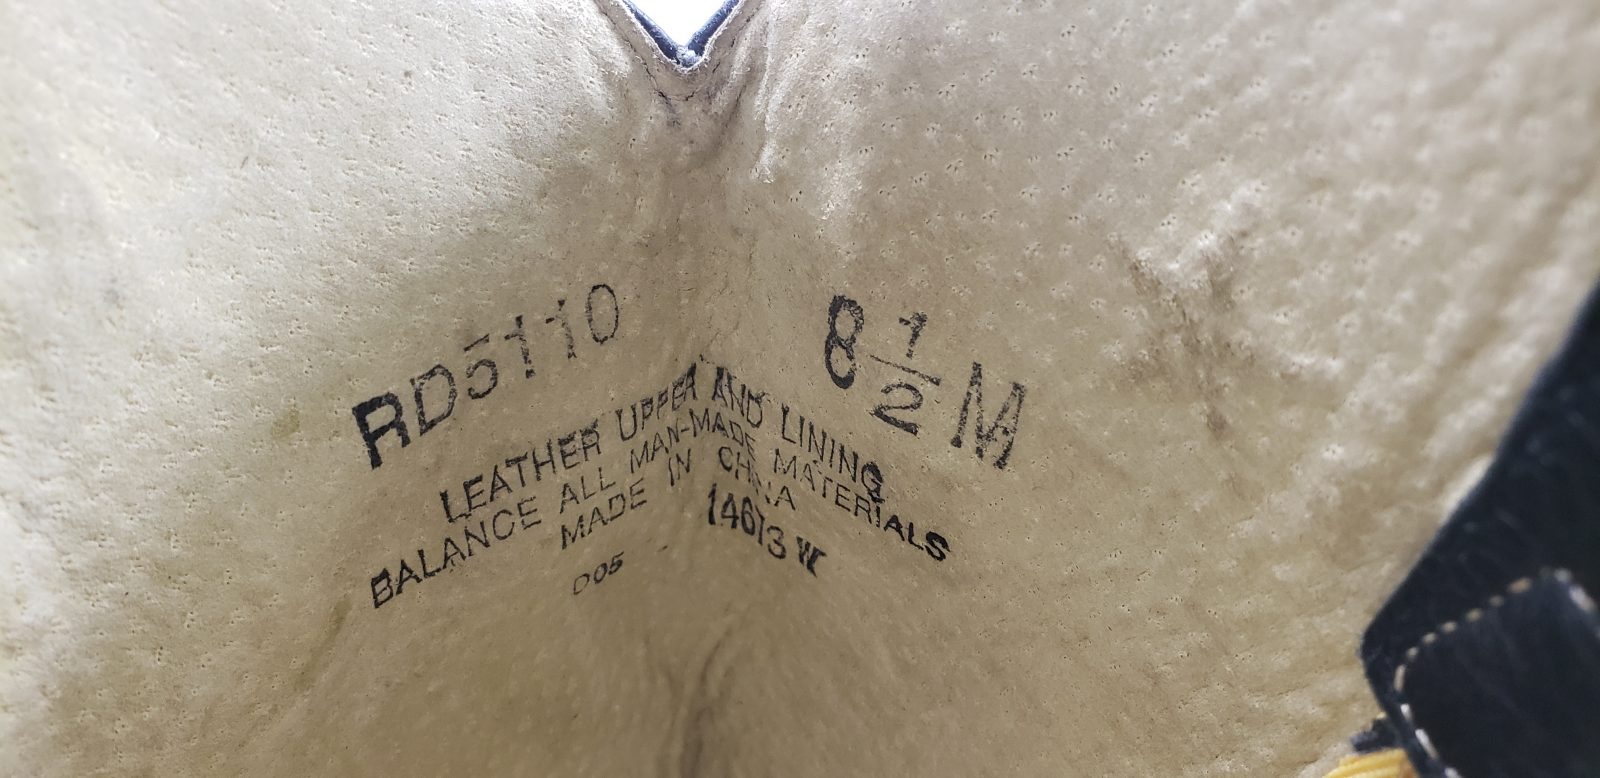 RD5110
8 1/2 M
LEATHER UPPER AND LINING
BALANCE ALL MAN-MADE MATERIALS
MADE IN CHINA
14613 W
D05